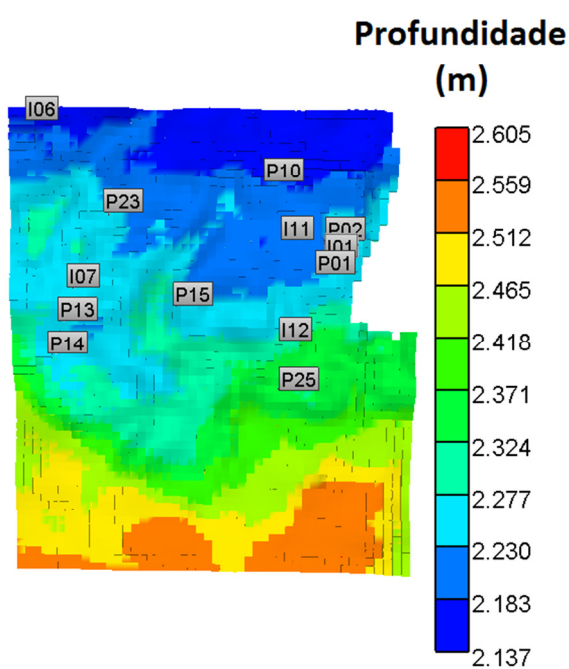 Profundidade
(m)
I06
P10
P23
I11
P02
I01
P01
I07
P15
P13
I12
P14
P25
2.605
2.559
2.512
2.465
2.418
2.371
2.324
2.277
2.230
2.183
2.137